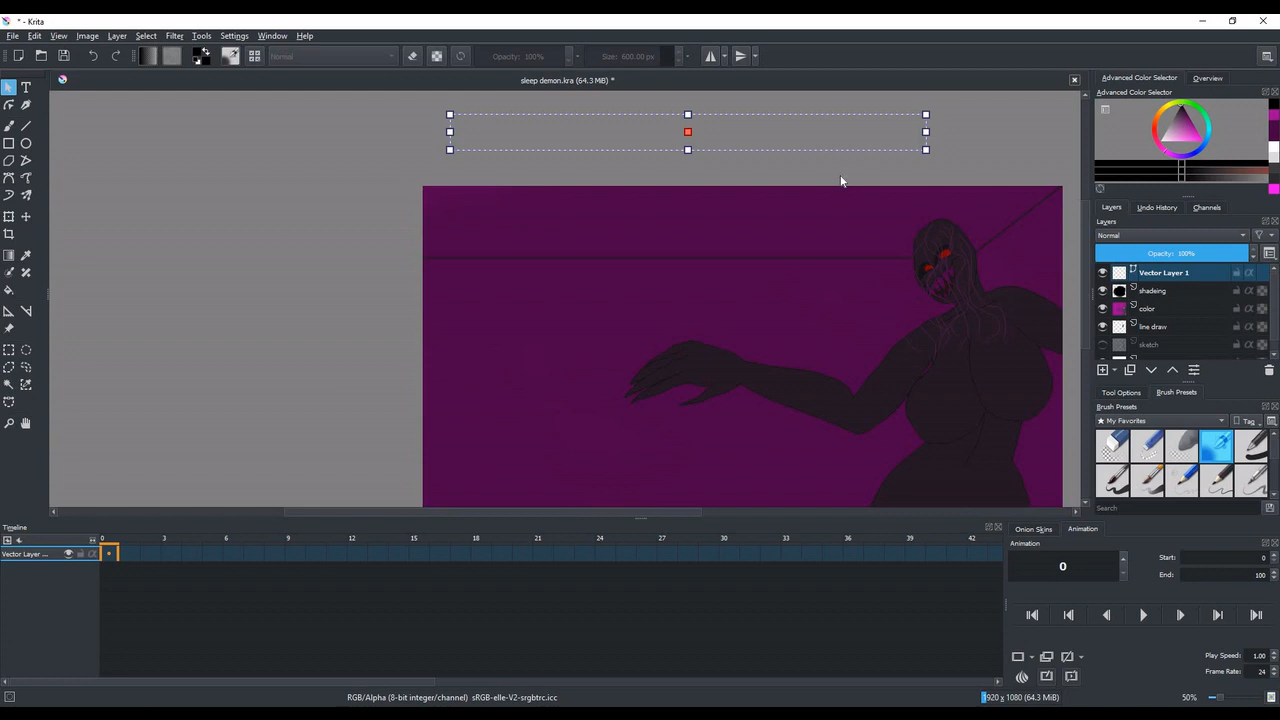 * - Krita
File Edit View Image Layer Select Filter Tools Settings Window Help
Normal Opacity: 100% Size: 600.00 px
sleep demon.kra (64.3 MiB) *
Advanced Color Selector Overview
Advanced Color Selector
Layers Undo History Channels
Layers
Normal
Opacity: 100%
Vector Layer 1
shadeing
color
line draw
sketch
Tool Options Brush Presets
Brush Presets
My Favorites Tag
Search
Timeline
0 3 6 9 12 15 18 21 24 27 30 33 36 39 42
Vector Layer ...
Onion Skins Animation
Animation
0
Start: 0
End: 100
Play Speed: 1.00
Frame Rate: 24
RGB/Alpha (8-bit integer/channel) sRGB-elle-V2-srgbtrc.icc
1920 x 1080 (64.3 MiB)
50%